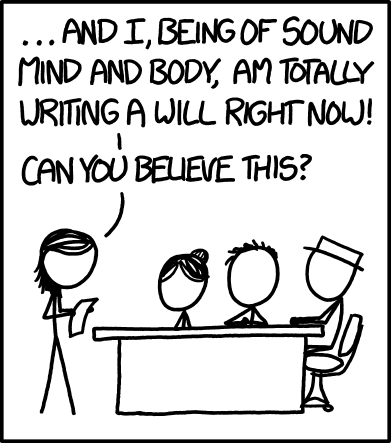 ...AND I, BEING OF SOUND
MIND AND BODY, AM TOTALLY
WRITING A WILL RIGHT NOW!
CAN YOU BELIEVE THIS?